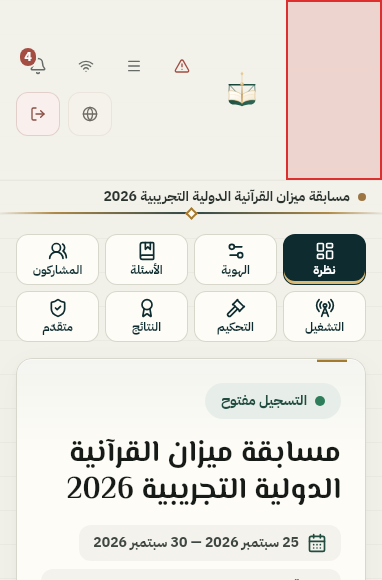 4
مسابقة ميزان القرآنية الدولية التجريبية 2026
نظرة
الهوية
الأسئلة
المشاركون
التشغيل
التحكيم
النتائج
متقدم
التسجيل مفتوح
مسابقة ميزان القرآنية
الدولية التجريبية 2026
25 سبتمبر 2026 — 30 سبتمبر 2026